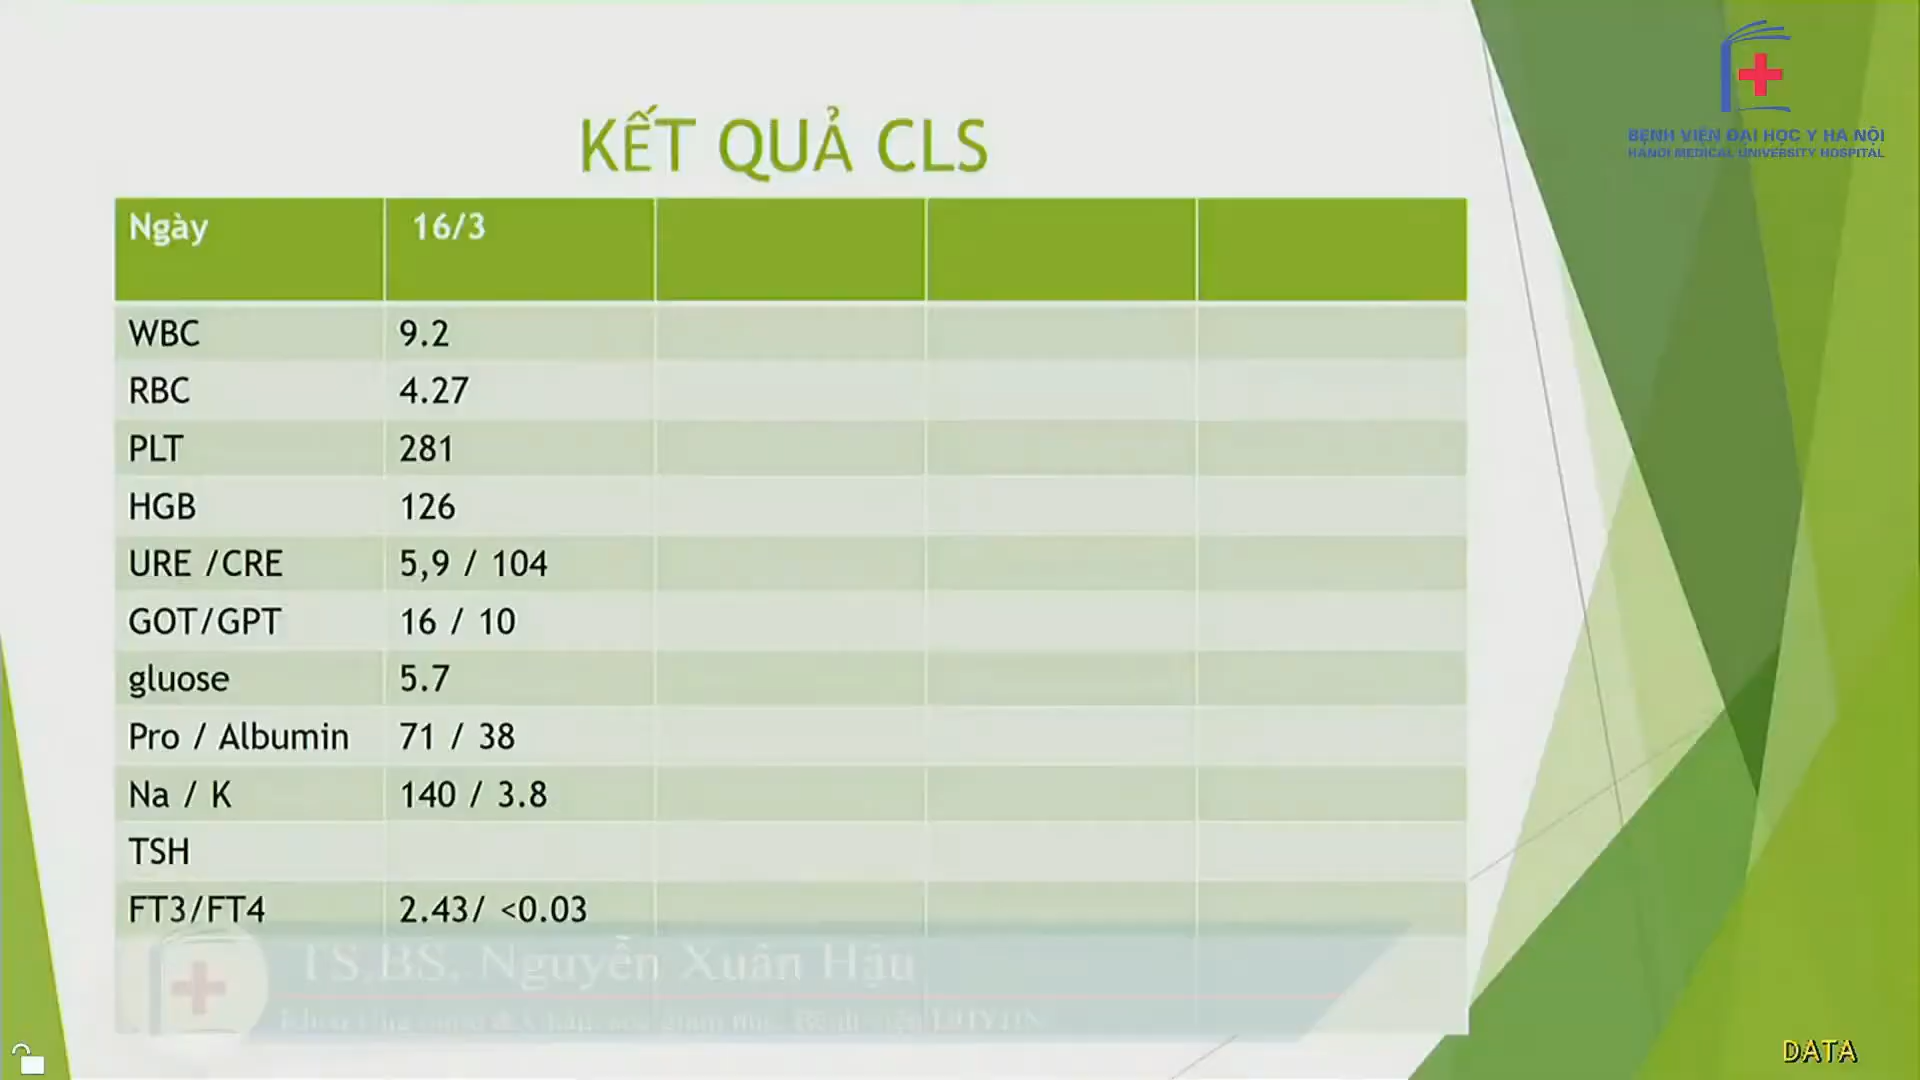 BỆNH VIỆN ĐẠI HỌC Y HÀ NỘI
HANOI MEDICAL UNIVERSITY HOSPITAL
KẾT QUẢ CLS
Ngày 16/3
WBC 9.2
RBC 4.27
PLT 281
HGB 126
URE /CRE 5,9 / 104
GOT/GPT 16 / 10
gluose 5.7
Pro / Albumin 71 / 38
Na / K 140 / 3.8
TSH
FT3/FT4 2.43/ <0.03
TS.BS. Nguyễn Xuân Hậu
DATA